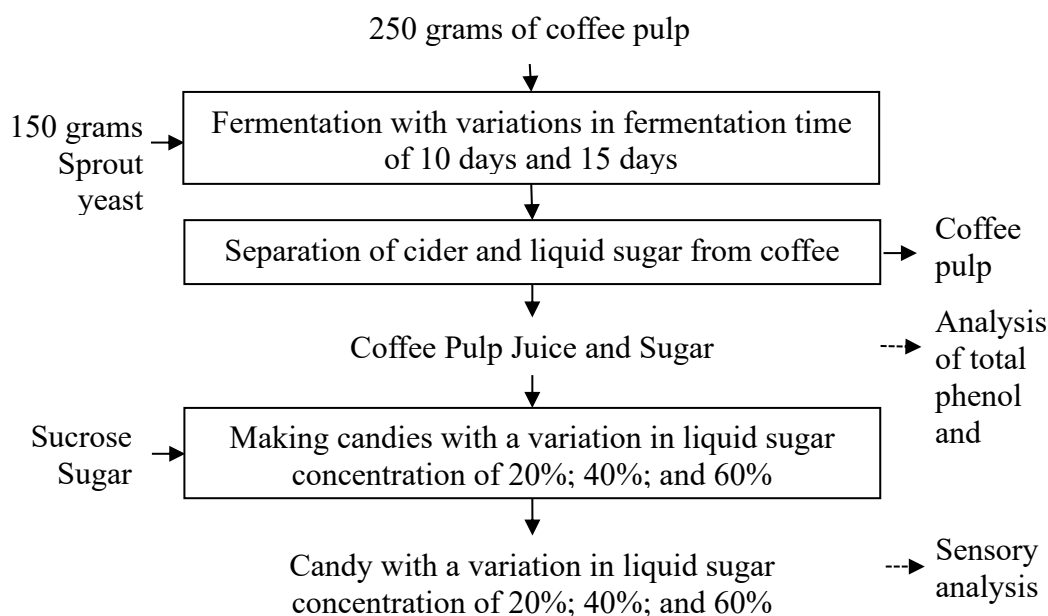 250 grams of coffee pulp
150 grams
Sprout
yeast
Fermentation with variations in fermentation time
of 10 days and 15 days
Separation of cider and liquid sugar from coffee
Coffee
pulp
Coffee Pulp Juice and Sugar
Analysis
of total
phenol
and
Sucrose
Sugar
Making candies with a variation in liquid sugar
concentration of 20%; 40%; and 60%
Candy with a variation in liquid sugar
concentration of 20%; 40%; and 60%
Sensory
analysis